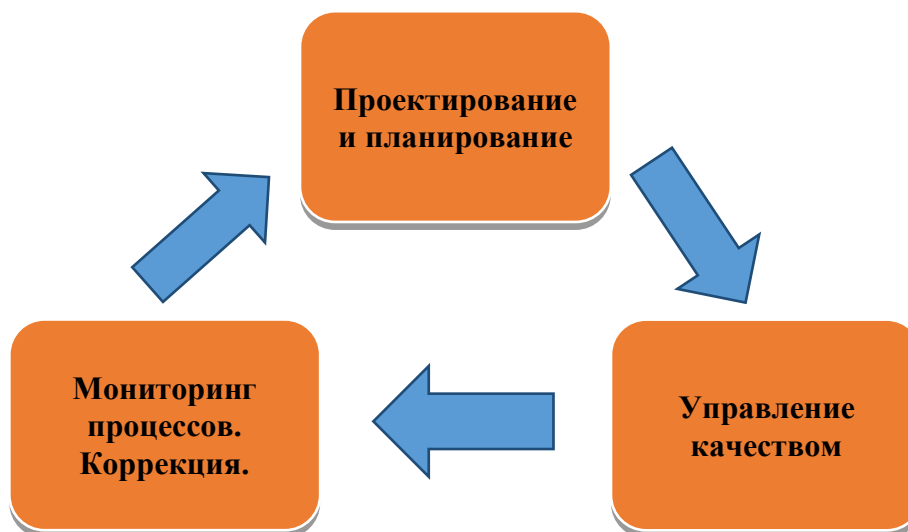 Проектирование
и планирование
Управление
качеством
Мониторинг
процессов.
Коррекция.